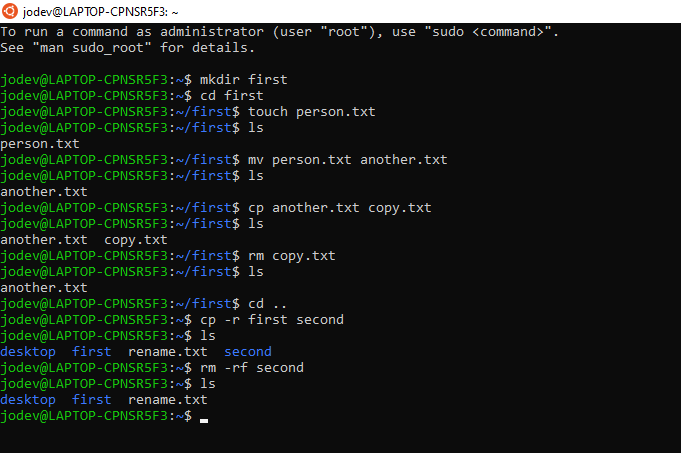 jodev@LAPTOP-CPNSR5F3: ~
To run a command as administrator (user "root"), use "sudo <command>".
See "man sudo_root" for details.
jodev@LAPTOP-CPNSR5F3:~$ mkdir first
jodev@LAPTOP-CPNSR5F3:~$ cd first
jodev@LAPTOP-CPNSR5F3:~/first$ touch person.txt
jodev@LAPTOP-CPNSR5F3:~/first$ ls
person.txt
jodev@LAPTOP-CPNSR5F3:~/first$ mv person.txt another.txt
jodev@LAPTOP-CPNSR5F3:~/first$ ls
another.txt
jodev@LAPTOP-CPNSR5F3:~/first$ cp another.txt copy.txt
jodev@LAPTOP-CPNSR5F3:~/first$ ls
another.txt  copy.txt
jodev@LAPTOP-CPNSR5F3:~/first$ rm copy.txt
jodev@LAPTOP-CPNSR5F3:~/first$ ls
another.txt
jodev@LAPTOP-CPNSR5F3:~/first$ cd ..
jodev@LAPTOP-CPNSR5F3:~$ cp -r first second
jodev@LAPTOP-CPNSR5F3:~$ ls
desktop  first  rename.txt  second
jodev@LAPTOP-CPNSR5F3:~$ rm -rf second
jodev@LAPTOP-CPNSR5F3:~$ ls
desktop  first  rename.txt
jodev@LAPTOP-CPNSR5F3:~$